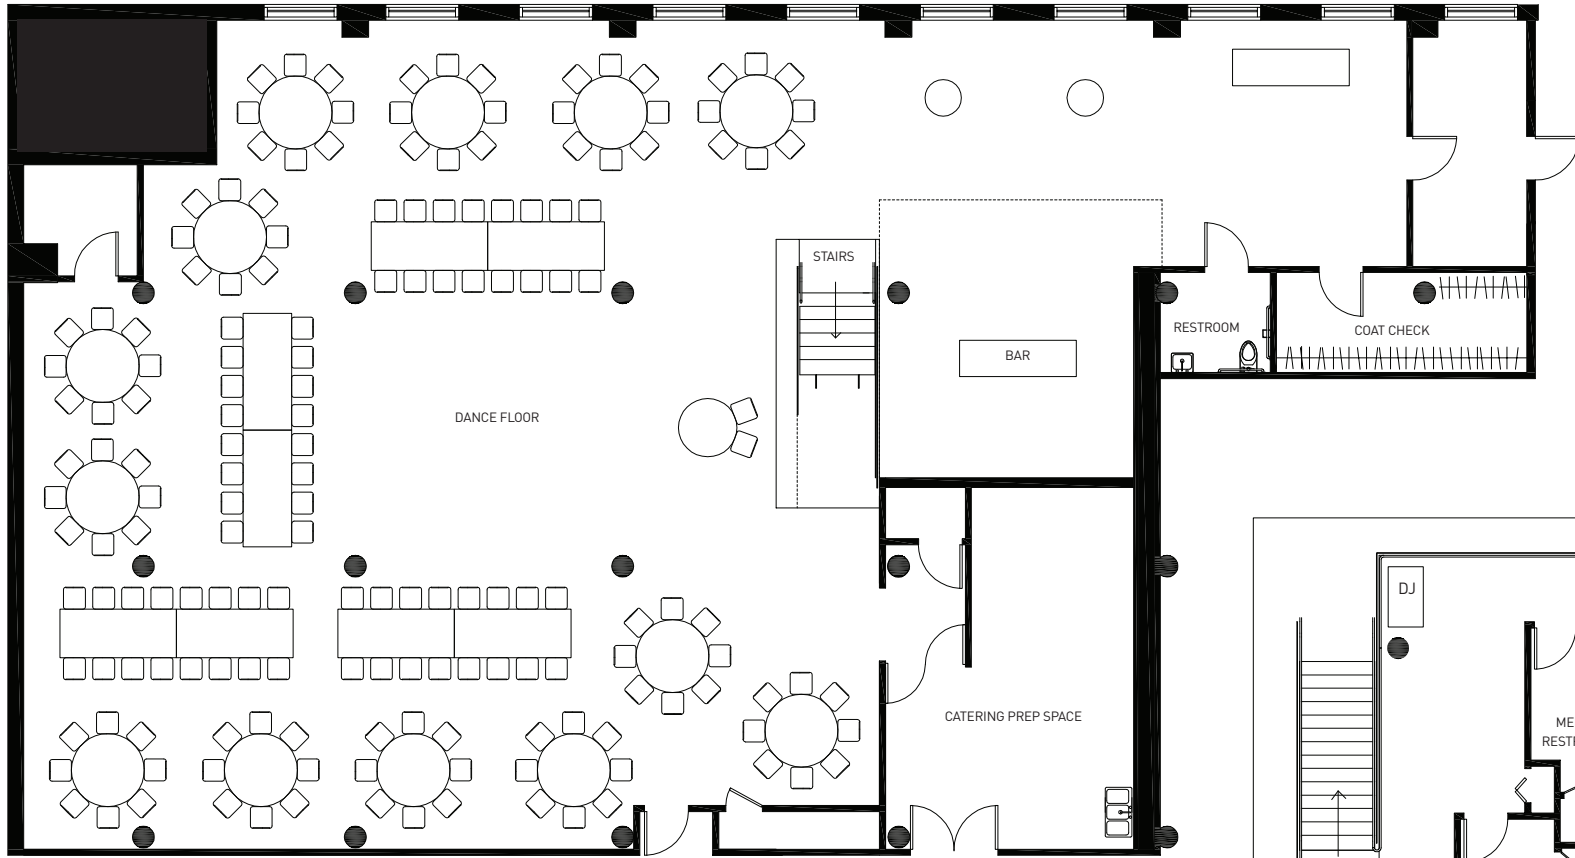 STAIRS
RESTROOM
COAT CHECK
BAR
DANCE FLOOR
DJ
CATERING PREP SPACE